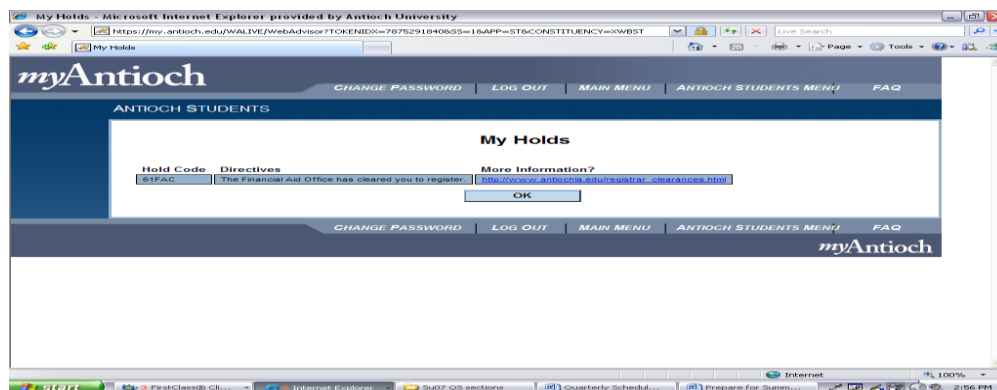 My Holds - Microsoft Internet Explorer provided by Antioch University
https://my.antioch.edu/WALIVE/WebAdvisor?TOKENIDX=7875291840&SS=1&APP=ST&CONSTITUENCY=XWBST
Live Search
My Holds
Page
Tools
myAntioch
CHANGE PASSWORD LOG OUT MAIN MENU ANTIOCH STUDENTS MENU FAQ
ANTIOCH STUDENTS
My Holds
Hold Code Directives More Information?
61FAC The Financial Aid Office has cleared you to register. http://www.antiochla.edu/registrar_clearances.html
OK
CHANGE PASSWORD LOG OUT MAIN MENU ANTIOCH STUDENTS MENU FAQ
myAntioch
Internet 100%
start 3 FirstClass® Cli... Internet Explorer Su07 QS sections Quarterly Schedul... Prepare for Summ... 2:56 PM